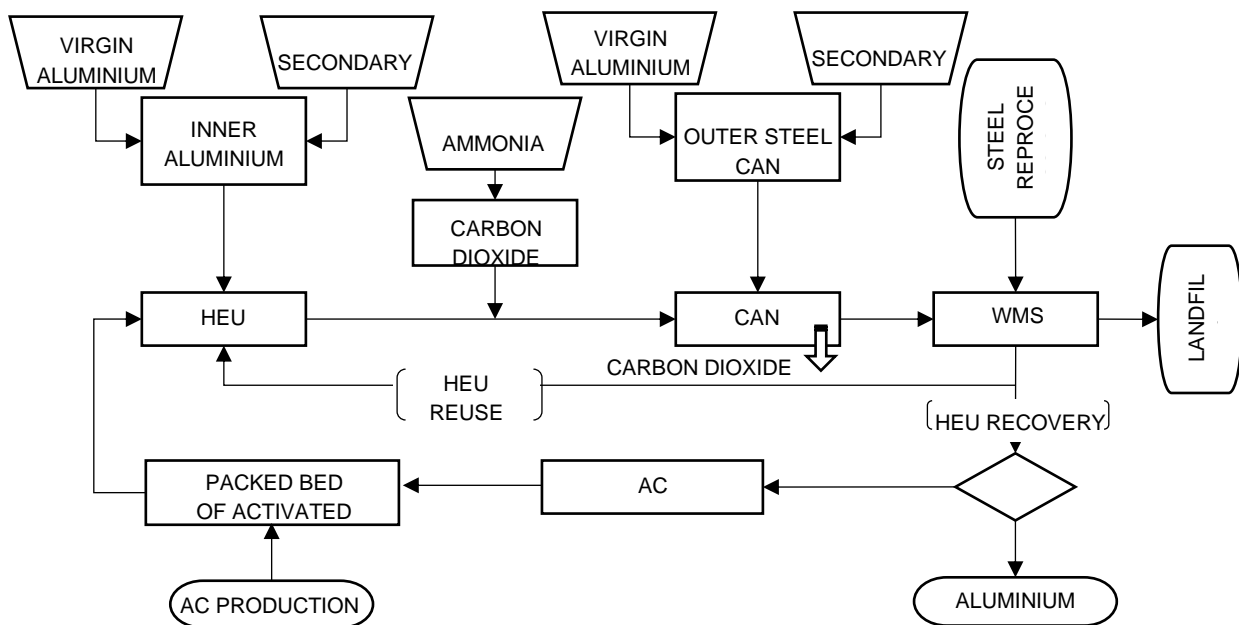 VIRGIN
ALUMINIUM
SECONDARY
VIRGIN
ALUMINIUM
SECONDARY
INNER
ALUMINIUM
AMMONIA
OUTER STEEL
CAN
STEEL
REPROCE
CARBON
DIOXIDE
HEU
CAN
WMS
LANDFIL
CARBON DIOXIDE
HEU
REUSE
HEU RECOVERY
PACKED BED
OF ACTIVATED
AC
AC PRODUCTION
ALUMINIUM